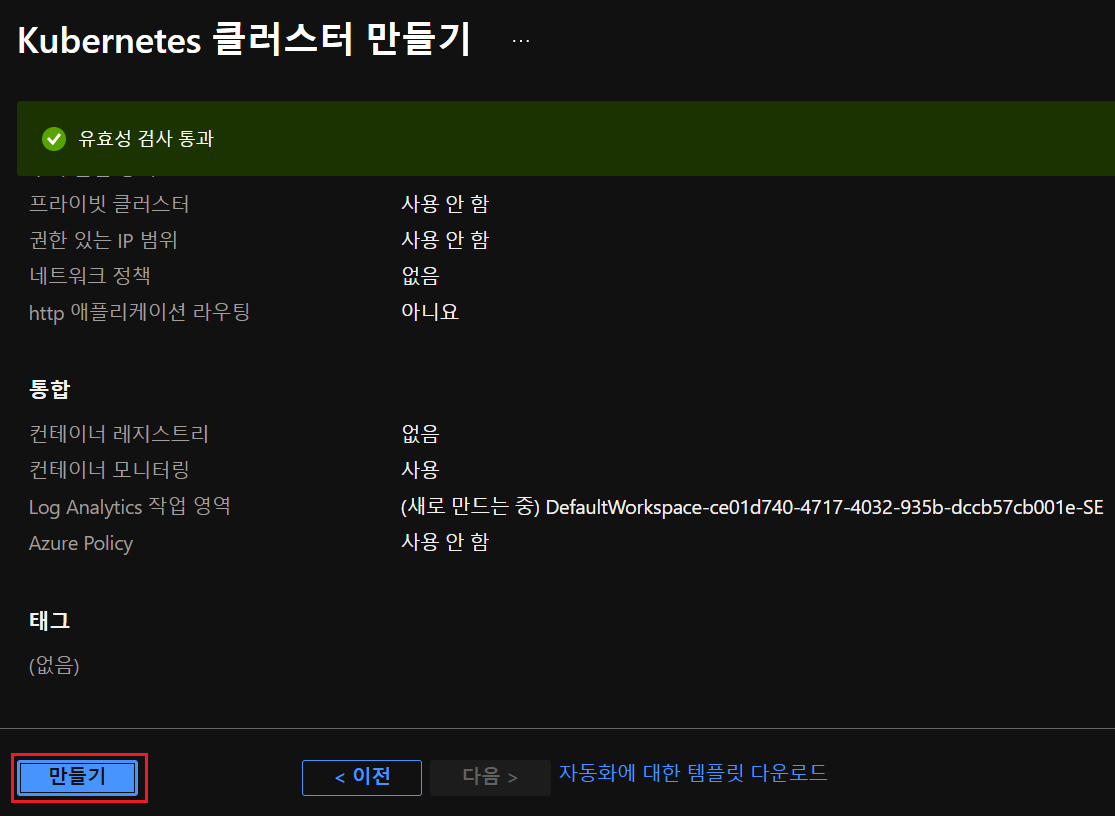 Kubernetes 클러스터 만들기 ...
유효성 검사 통과
프라이빗 클러스터 사용 안 함
권한 있는 IP 범위 사용 안 함
네트워크 정책 없음
http 애플리케이션 라우팅 아니요
통합
컨테이너 레지스트리 없음
컨테이너 모니터링 사용
Log Analytics 작업 영역 (새로 만드는 중) DefaultWorkspace-ce01d740-4717-4032-935b-dccb57cb001e-SE
Azure Policy 사용 안 함
태그
(없음)
만들기 < 이전 다음 > 자동화에 대한 템플릿 다운로드